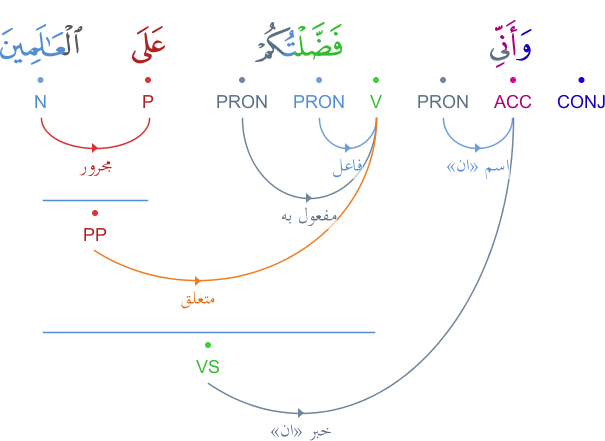 وَأَنِّي فَضَّلْتُكُمْ عَلَى ٱلْعَـٰلَمِينَ
CONJ ACC PRON V PRON PRON P N
اسم «ان» فاعل مجرور
مفعول به
PP
متعلق
VS
خبر «ان»